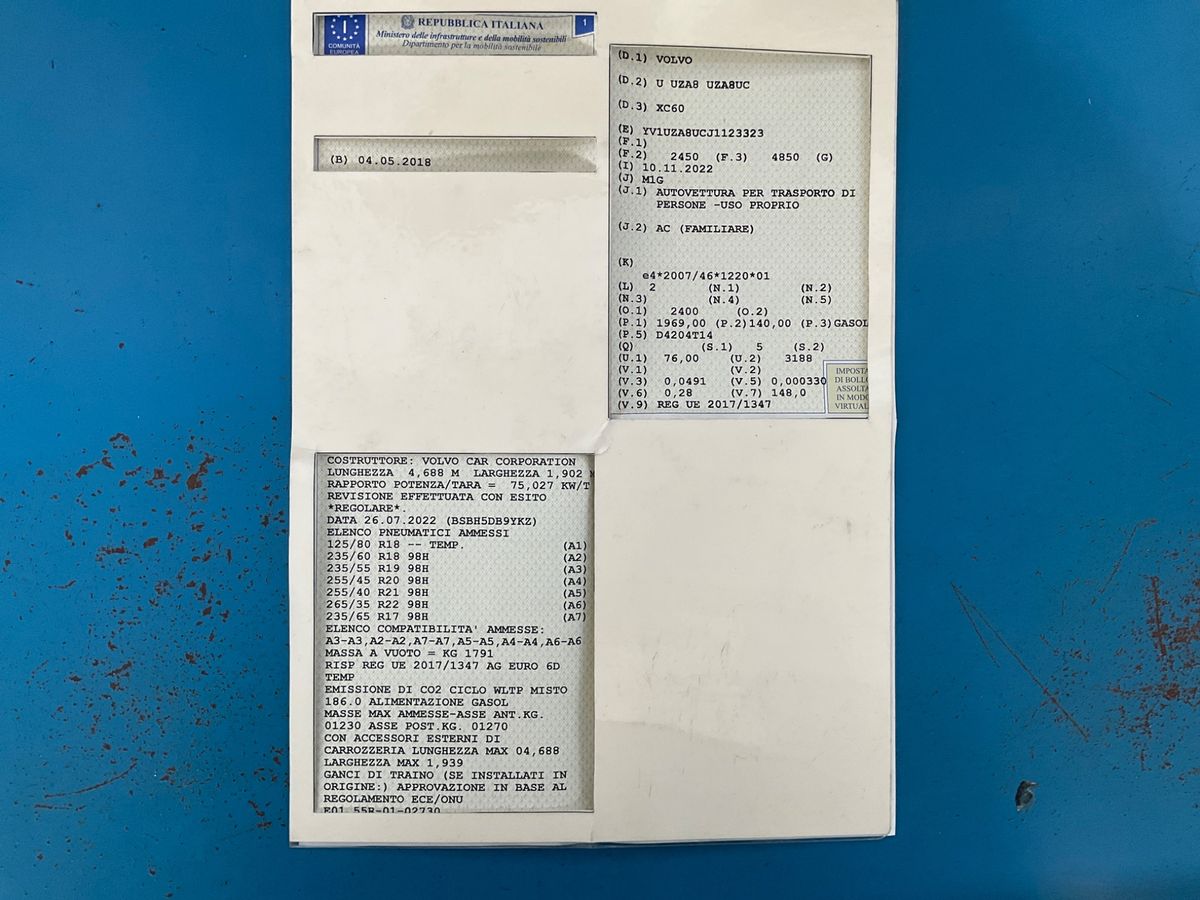 REPUBBLICA ITALIANA
1
Ministero delle infrastrutture e della mobilità sostenibili
Dipartimento per la mobilità sostenibile
I
COMUNITÀ
EUROPEA
(B) 04.05.2018
(D.1) VOLVO
(D.2) U UZA8 UZA8UC
(D.3) XC60
(E) YV1UZA8UCJ1123323
(F.1)
(F.2) 2450 (F.3) 4850 (G)
(I) 10.11.2022
(J) M1G
(J.1) AUTOVETTURA PER TRASPORTO DI
PERSONE -USO PROPRIO
(J.2) AC (FAMILIARE)
(K)
e4*2007/46*1220*01
(L) 2 (N.1) (N.2)
(N.3) (N.4) (N.5)
(O.1) 2400 (O.2)
(P.1) 1969,00 (P.2)140,00 (P.3)GASOL
(P.5) D4204T14
(Q) (S.1) 5 (S.2)
(U.1) 76,00 (U.2) 3188
(V.1) (V.2)
(V.3) 0,0491 (V.5) 0,000330
(V.6) 0,28 (V.7) 148,0
(V.9) REG UE 2017/1347
IMPOSTA
DI BOLLO
ASSOLTA
IN MODO
VIRTUAL
COSTRUTTORE: VOLVO CAR CORPORATION
LUNGHEZZA 4,688 M LARGHEZZA 1,902 M
RAPPORTO POTENZA/TARA = 75,027 KW/T
REVISIONE EFFETTUATA CON ESITO
*REGOLARE*.
DATA 26.07.2022 (BSBH5DB9YKZ)
ELENCO PNEUMATICI AMMESSI
125/80 R18 -- TEMP. (A1)
235/60 R18 98H (A2)
235/55 R19 98H (A3)
255/45 R20 98H (A4)
255/40 R21 98H (A5)
265/35 R22 98H (A6)
235/65 R17 98H (A7)
ELENCO COMPATIBILITA' AMMESSE:
A3-A3,A2-A2,A7-A7,A5-A5,A4-A4,A6-A6
MASSA A VUOTO = KG 1791
RISP REG UE 2017/1347 AG EURO 6D
TEMP
EMISSIONE DI CO2 CICLO WLTP MISTO
186.0 ALIMENTAZIONE GASOL
MASSE MAX AMMESSE-ASSE ANT.KG.
01230 ASSE POST.KG. 01270
CON ACCESSORI ESTERNI DI
CARROZZERIA LUNGHEZZA MAX 04,688
LARGHEZZA MAX 1,939
GANCI DI TRAINO (SE INSTALLATI IN
ORIGINE:) APPROVAZIONE IN BASE AL
REGOLAMENTO ECE/ONU
E01 55R-01-02730